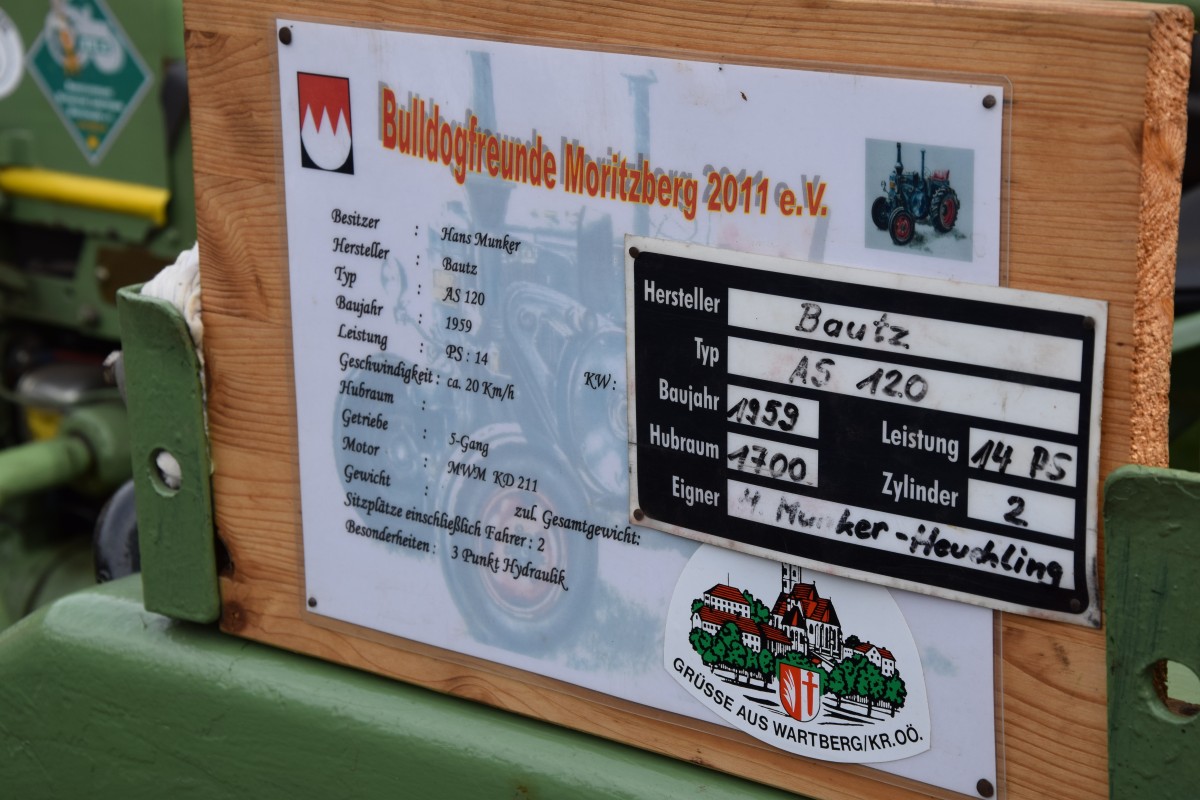 Bulldogfreunde Moritzberg 2011 e.V.
Besitzer : Hans Munker
Hersteller : Bautz
Typ : AS 120
Baujahr : 1959
Leistung : PS : 14 KW :
Geschwindigkeit : ca. 20 Km/h
Hubraum :
Getriebe : 5-Gang
Motor : MWM KD 211
Gewicht : zul. Gesamtgewicht:
Sitzplätze einschließlich Fahrer : 2
Besonderheiten : 3 Punkt Hydraulik
Hersteller Bautz
Typ AS 120
Baujahr 1959
Leistung 14 PS
Hubraum 1700
Zylinder 2
Eigner H. Munker-Heuchling
GRÜSSE AUS WARTBERG/KR.OÖ.